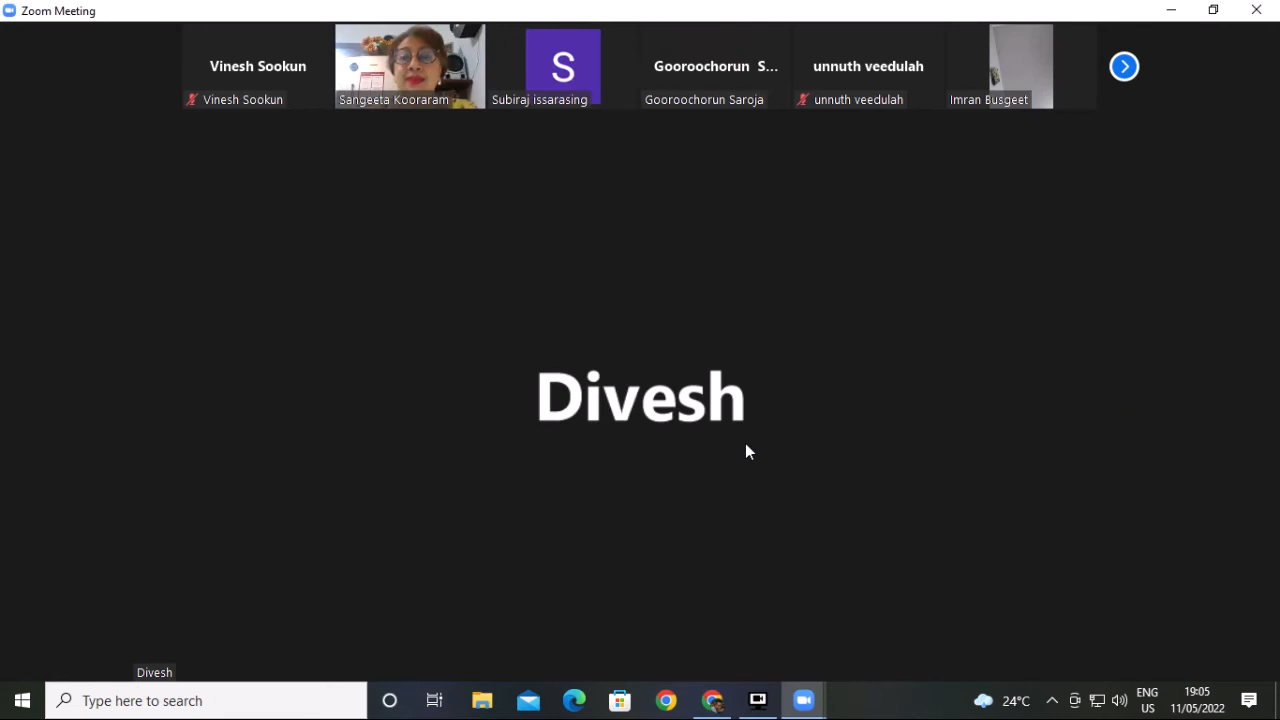 Zoom Meeting
Vinesh Sookun
Vinesh Sookun
Sangeeta Kooraram
S
Subiraj issarasing
Gooroochorun S...
Gooroochorun Saroja
unnuth veedulah
unnuth veedulah
Imran Busgeet
Divesh
Divesh
Type here to search
24°C
ENG
US
19:05
11/05/2022